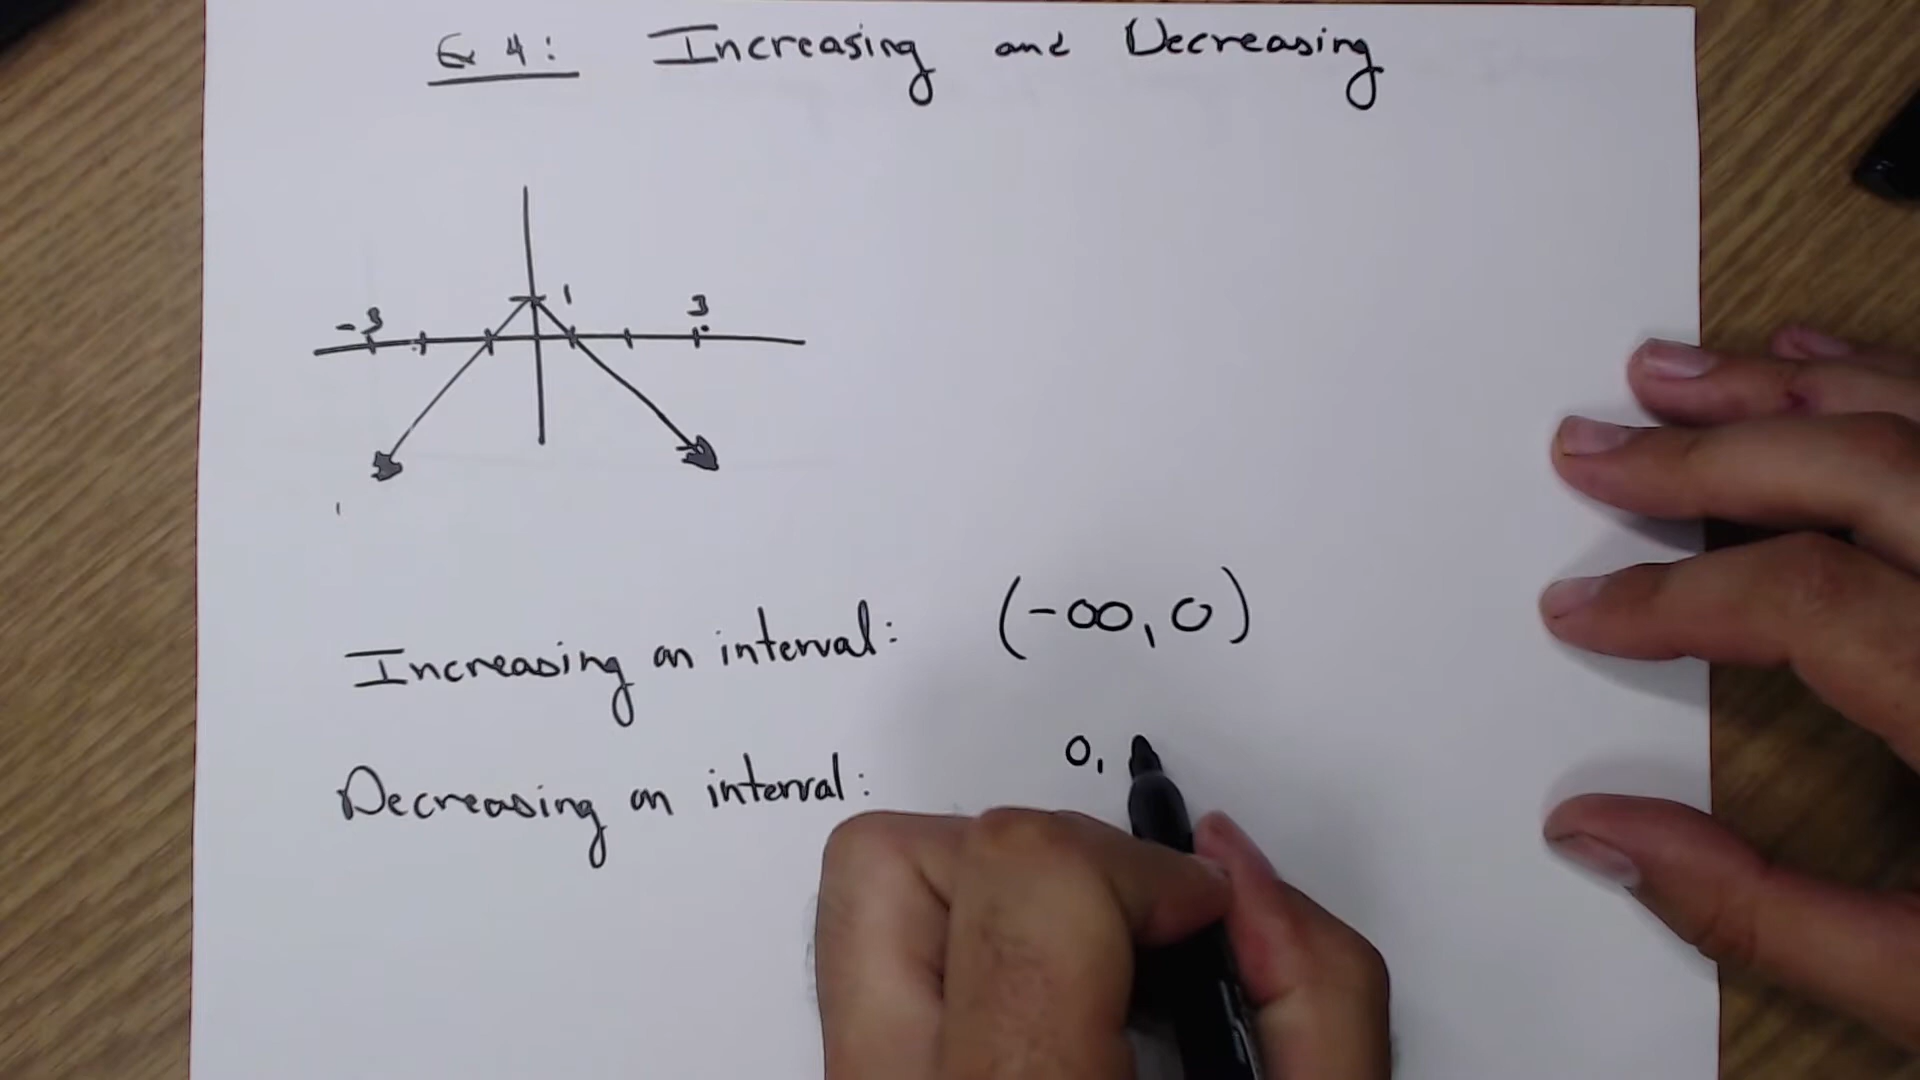 Ex 4: Increasing and Decreasing
1
-3 3
Increasing on interval: (-∞, 0)
Decreasing on interval: 0,